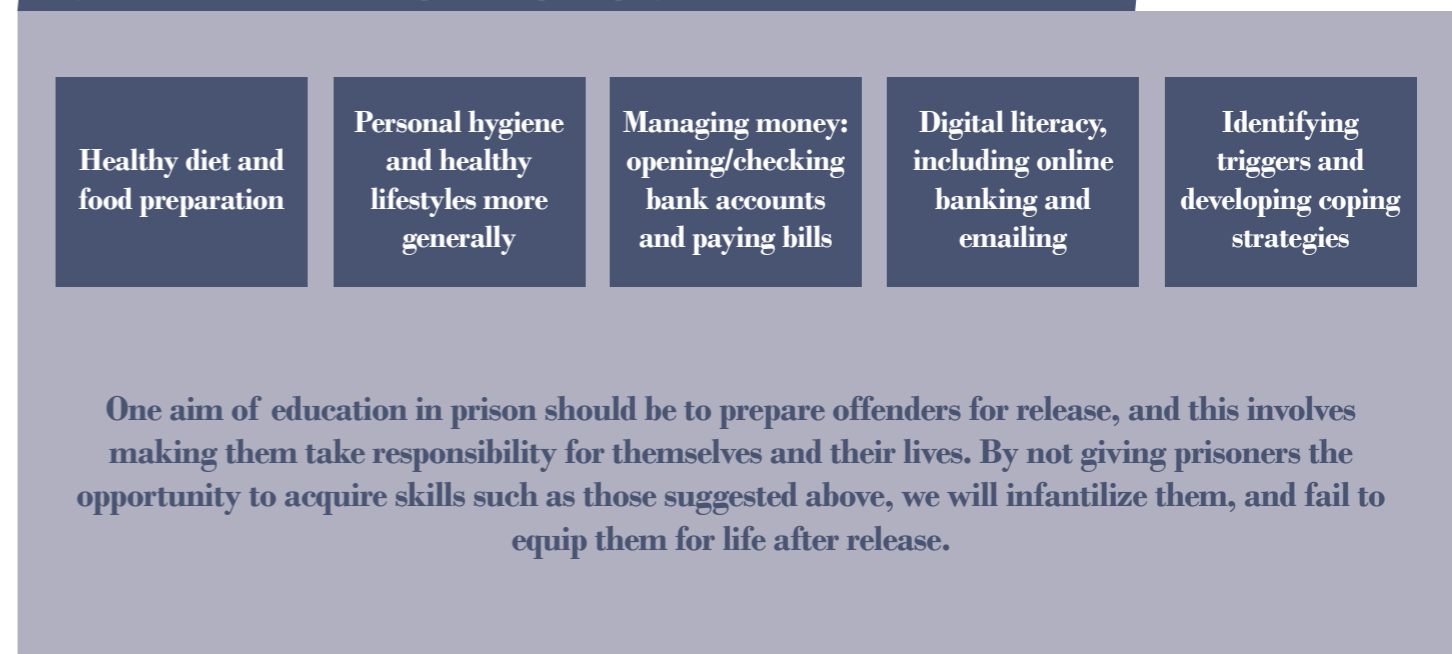 Healthy diet and
food preparation
Personal hygiene
and healthy
lifestyles more
generally
Managing money:
opening/checking
bank accounts
and paying bills
Digital literacy,
including online
banking and
emailing
Identifying
triggers and
developing coping
strategies
One aim of education in prison should be to prepare offenders for release, and this involves
making them take responsibility for themselves and their lives. By not giving prisoners the
opportunity to acquire skills such as those suggested above, we will infantilize them, and fail to
equip them for life after release.